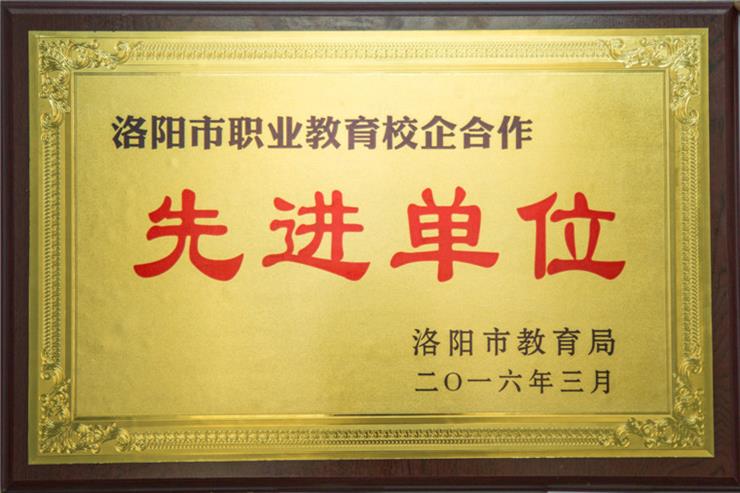 洛阳市职业教育校企合作
先进单位
洛阳市教育局
二〇一六年三月